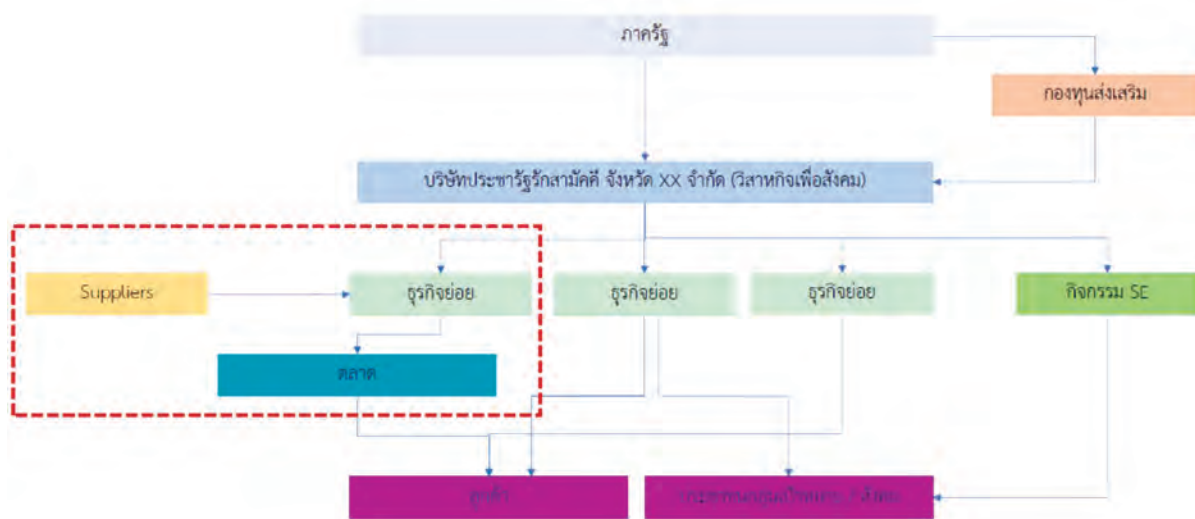 ภาครัฐ
กองทุนส่งเสริม
บริษัทประชารัฐรักสามัคคี จังหวัด XX จำกัด (วิสาหกิจเพื่อสังคม)
Suppliers
ธุรกิจย่อย
ธุรกิจย่อย
ธุรกิจย่อย
กิจกรรม SE
ตลาด
ลูกค้า